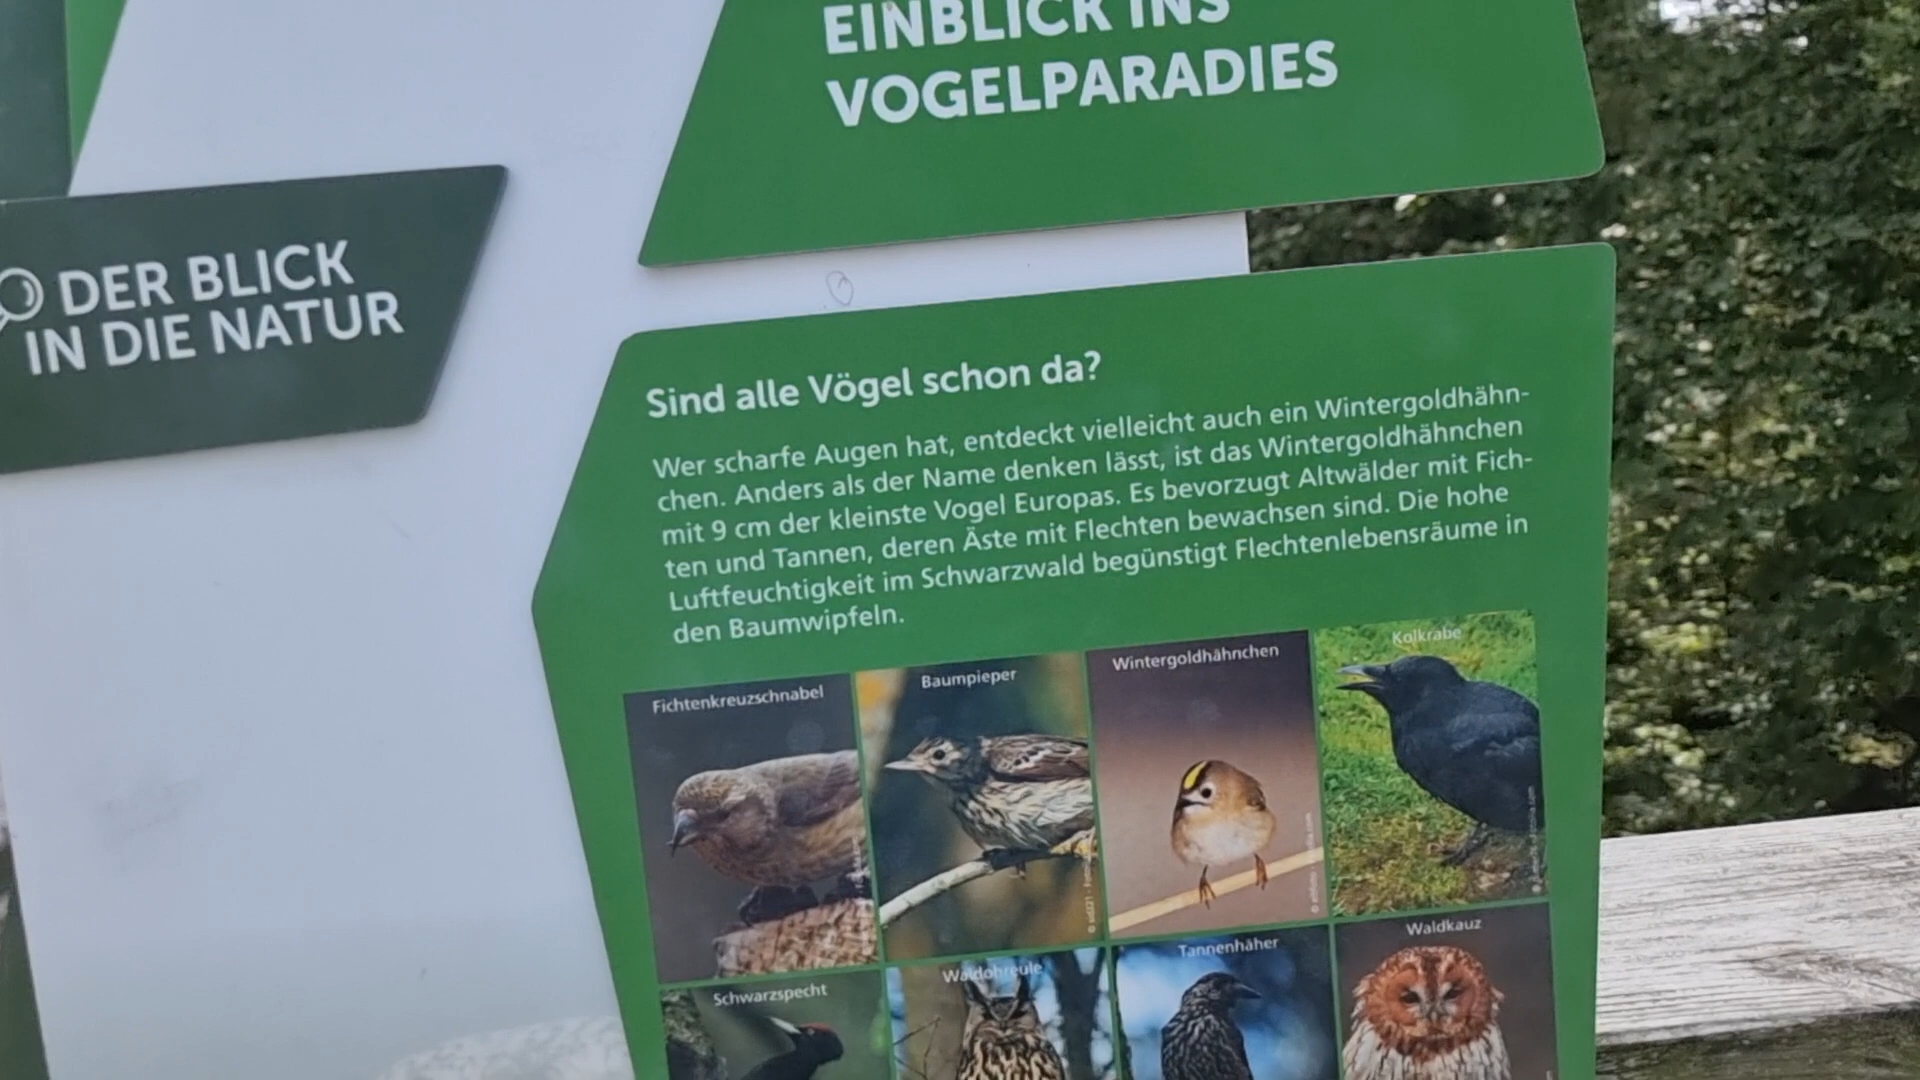 EINBLICK INS
VOGELPARADIES
DER BLICK
IN DIE NATUR
Sind alle Vögel schon da?
Wer scharfe Augen hat, entdeckt vielleicht auch ein Wintergoldhähn-
chen. Anders als der Name denken lässt, ist das Wintergoldhähnchen
mit 9 cm der kleinste Vogel Europas. Es bevorzugt Altwälder mit Fich-
ten und Tannen, deren Äste mit Flechten bewachsen sind. Die hohe
Luftfeuchtigkeit im Schwarzwald begünstigt Flechtenlebensräume in
den Baumwipfeln.
Fichtenkreuzschnabel
Baumpieper
Wintergoldhähnchen
Kolkrabe
Schwarzspecht
Waldohreule
Tannenhäher
Waldkauz